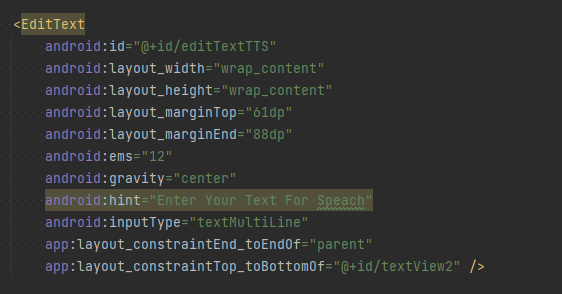 <EditText
android:id="@+id/editTextTTS"
android:layout_width="wrap_content"
android:layout_height="wrap_content"
android:layout_marginTop="61dp"
android:layout_marginEnd="88dp"
android:ems="12"
android:gravity="center"
android:hint="Enter Your Text For Speach"
android:inputType="textMultiLine"
app:layout_constraintEnd_toEndOf="parent"
app:layout_constraintTop_toBottomOf="@+id/textView2" />